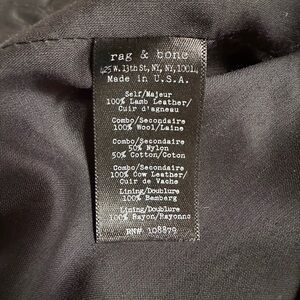 rag & bone
425 W. 13th St, NY, NY, 10014
Made in U.S.A.
Self/Majeur
100% Lamb Leather/
Cuir d'agneau
Combo/Secondaire
100% Wool/Laine
Combo/Secondaire
50% Nylon
50% Cotton/Coton
Combo/Secondaire
100% Cow Leather/
Cuir de Vache
Lining/Doublure
100% Bemberg
Lining/Doublure
100% Rayon/Rayonne
RN# 108879